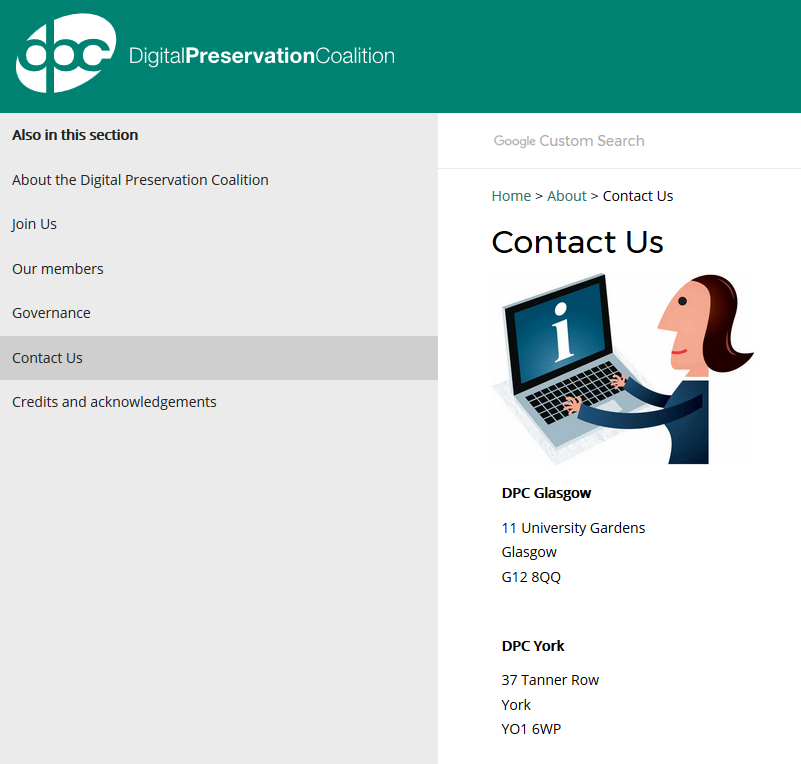 dpc DigitalPreservationCoalition
Also in this section
About the Digital Preservation Coalition
Join Us
Our members
Governance
Contact Us
Credits and acknowledgements
Google Custom Search
Home > About > Contact Us
Contact Us
i
DPC Glasgow
11 University Gardens
Glasgow
G12 8QQ
DPC York
37 Tanner Row
York
YO1 6WP